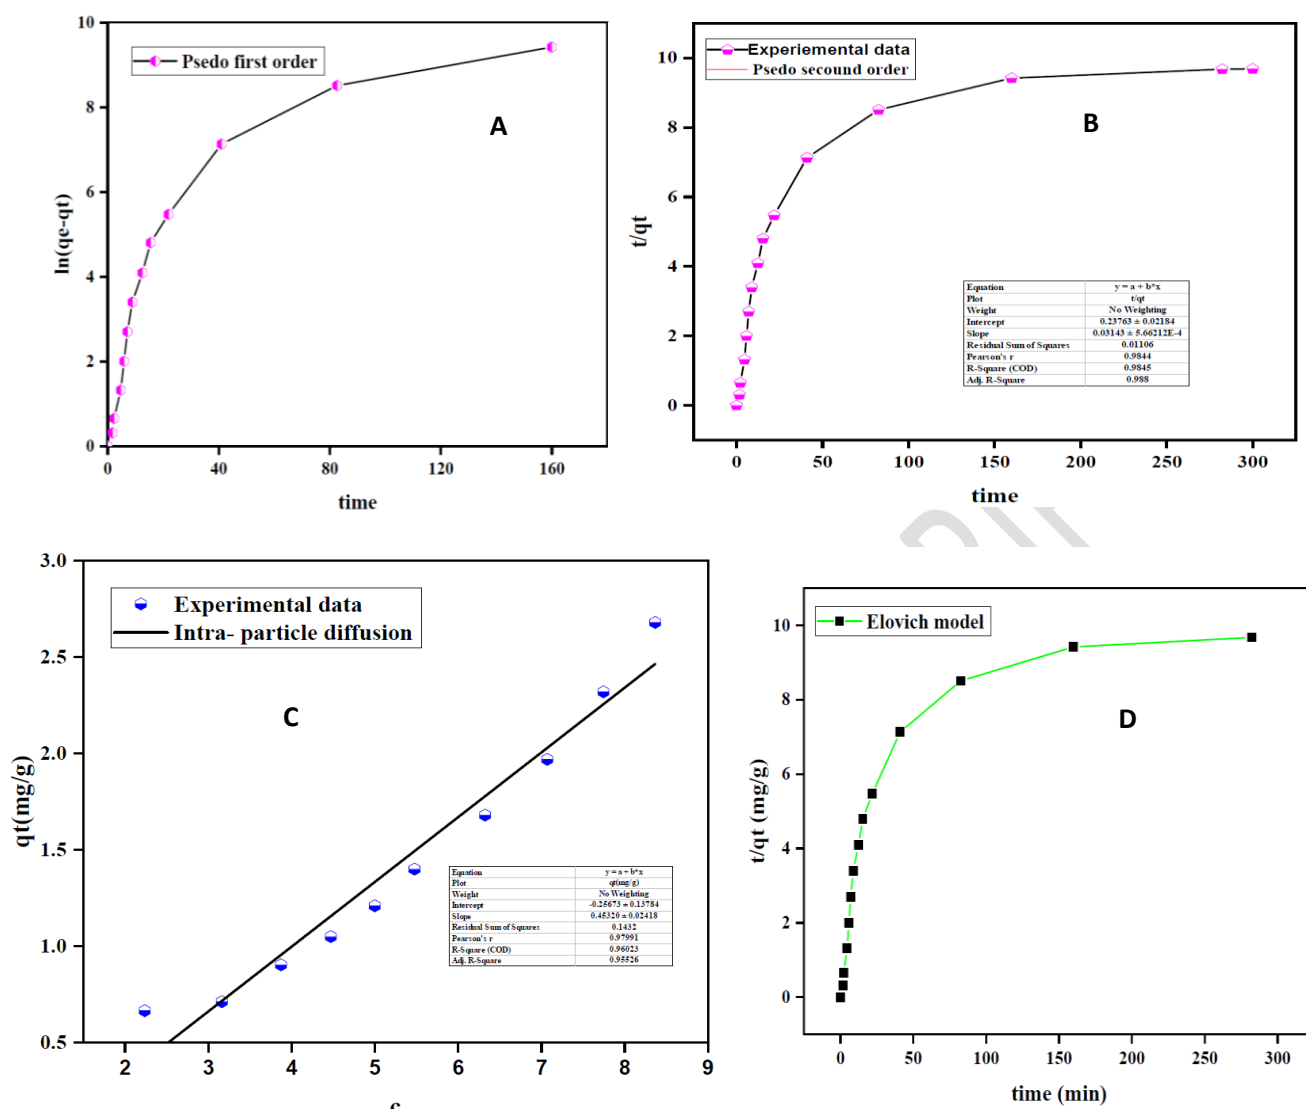 Psedo first order
A
ln(qe-qt)
10
8
6
4
2
0
0 40 80 120 160
time
Experiemental data
Psedo secound order
B
t/qt
10
8
6
4
2
0
Equation y = a + b*x
Plot t/qt
Weight No Weighting
Intercept 0.23763 ± 0.02184
Slope 0.03143 ± 5.66212E-4
Residual Sum of Squares 0.01106
Pearson's r 0.9844
R-Square (COD) 0.9845
Adj. R-Square 0.988
0 50 100 150 200 250 300
time
Experimental data
Intra- particle diffusion
C
qt(mg/g)
3.0
2.5
2.0
1.5
1.0
0.5
Equation y = a + b*x
Plot qt(mg/g)
Weight No Weighting
Intercept -0.25673 ± 0.13784
Slope 0.45320 ± 0.02418
Residual Sum of Squares 0.1432
Pearson's r 0.97991
R-Square (COD) 0.96023
Adj. R-Square 0.95526
2 3 4 5 6 7 8 9
Elovich model
D
t/qt (mg/g)
10
8
6
4
2
0
0 50 100 150 200 250 300
time (min)